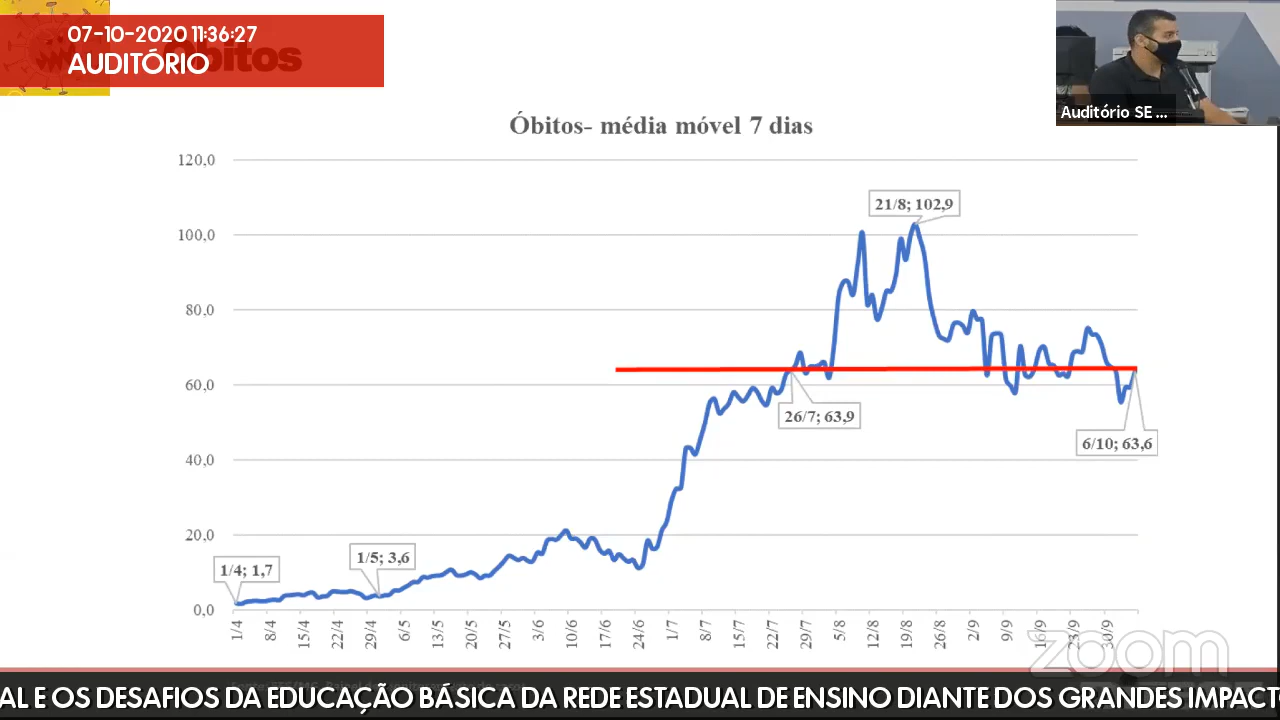 07-10-2020 11:36:27
AUDITÓRIO
Óbitos
Auditório SE ...
Óbitos- média móvel 7 dias
120,0
100,0
80,0
60,0
40,0
20,0
0,0
21/8; 102,9
26/7; 63,9
6/10; 63,6
1/5; 3,6
1/4; 1,7
1/4 8/4 15/4 22/4 29/4 6/5 13/5 20/5 27/5 3/6 10/6 17/6 24/6 1/7 8/7 15/7 22/7 29/7 5/8 12/8 19/8 26/8 2/9 9/9 16/9 23/9 30/9
zoom
AL E OS DESAFIOS DA EDUCAÇÃO BÁSICA DA REDE ESTADUAL DE ENSINO DIANTE DOS GRANDES IMPACT